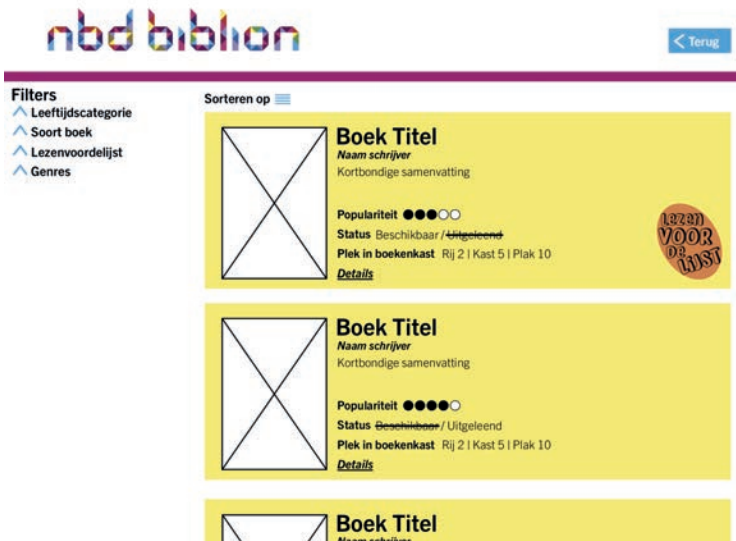 nbd biblion
< Terug
Filters
Leeftijdscategorie
Soort boek
Lezenvoordelijst
Genres
Sorteren op
Boek Titel
Naam schrijver
Kortbondige samenvatting
Populariteit
Status Beschikbaar / Uitgeleend
Plek in boekenkast Rij 2 | Kast 5 | Plak 10
Details
LEZEN
VOOR
DE
LIJST
Boek Titel
Naam schrijver
Kortbondige samenvatting
Populariteit
Status Beschikbaar / Uitgeleend
Plek in boekenkast Rij 2 | Kast 5 | Plak 10
Details
Boek Titel
Naam schrijver